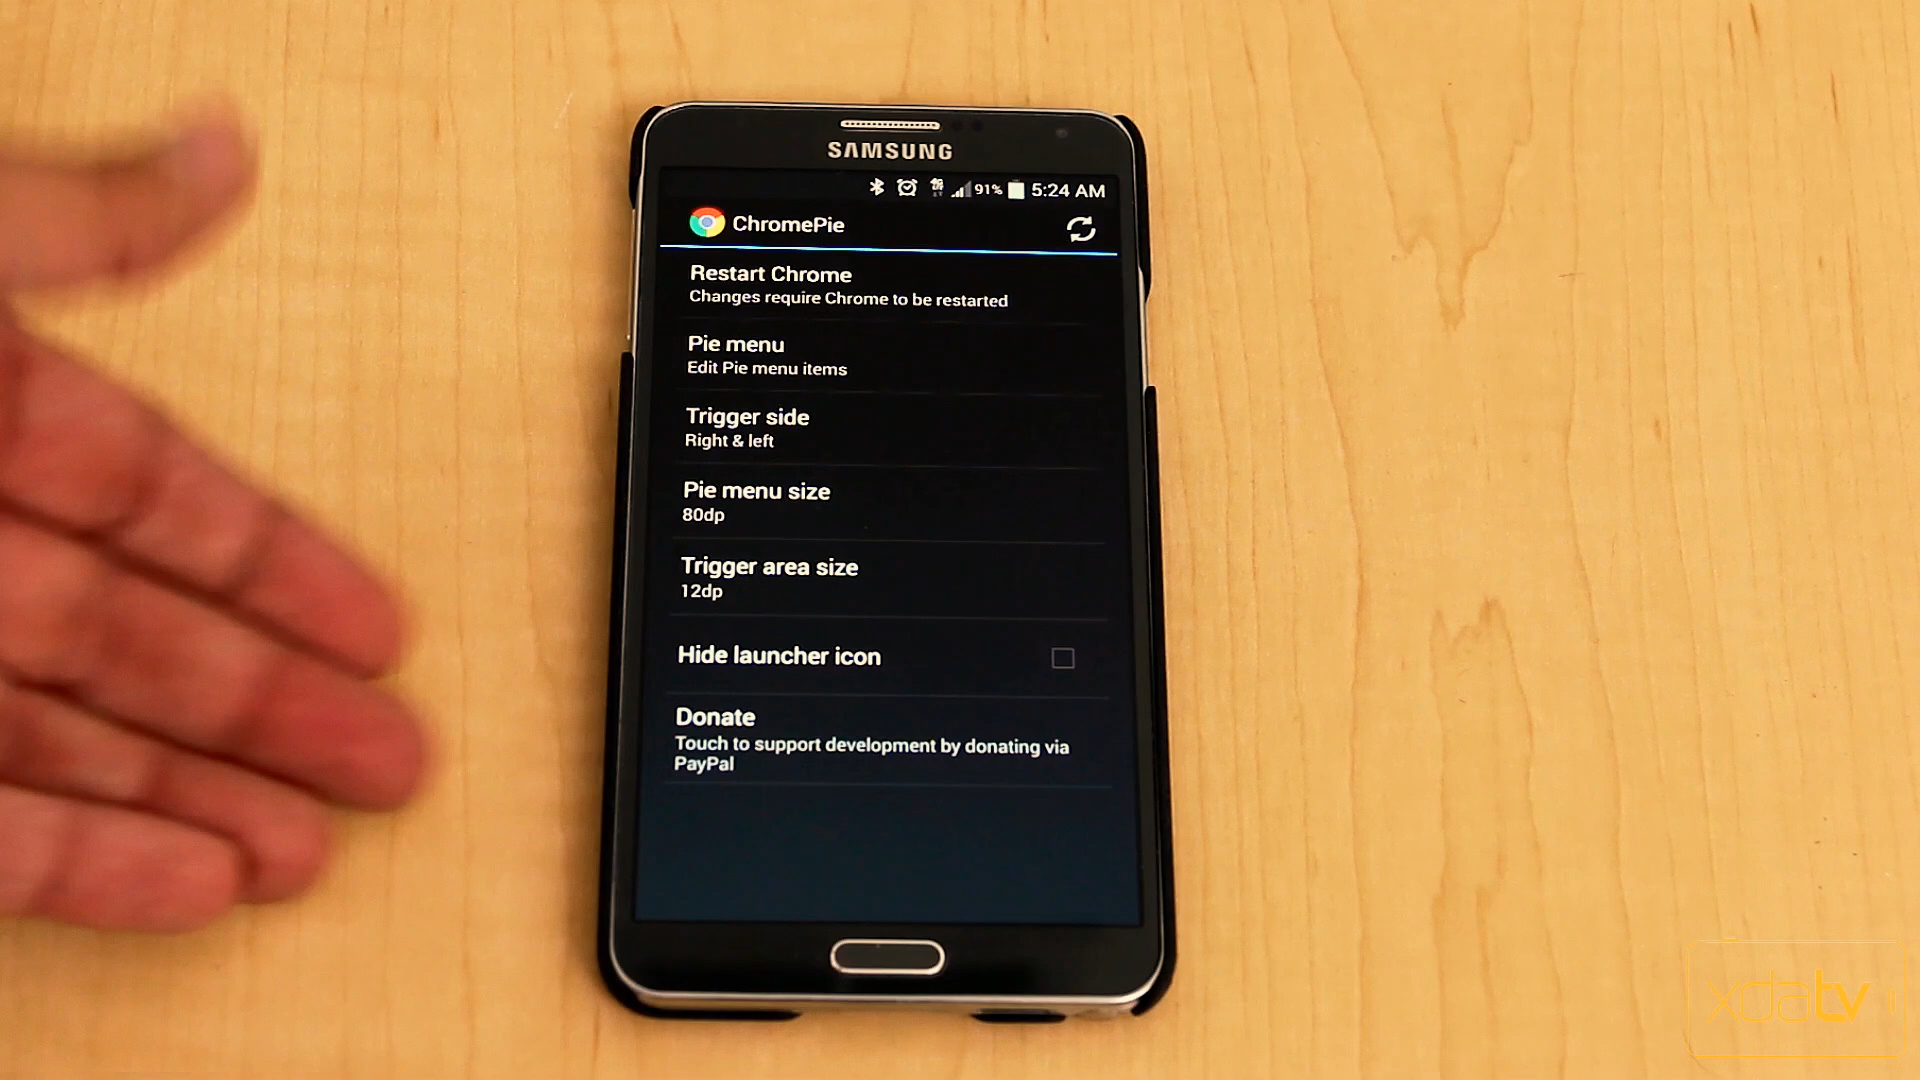 SAMSUNG
91% 5:24 AM
ChromePie
Restart Chrome
Changes require Chrome to be restarted
Pie menu
Edit Pie menu items
Trigger side
Right & left
Pie menu size
80dp
Trigger area size
12dp
Hide launcher icon
Donate
Touch to support development by donating via
PayPal
xdatv